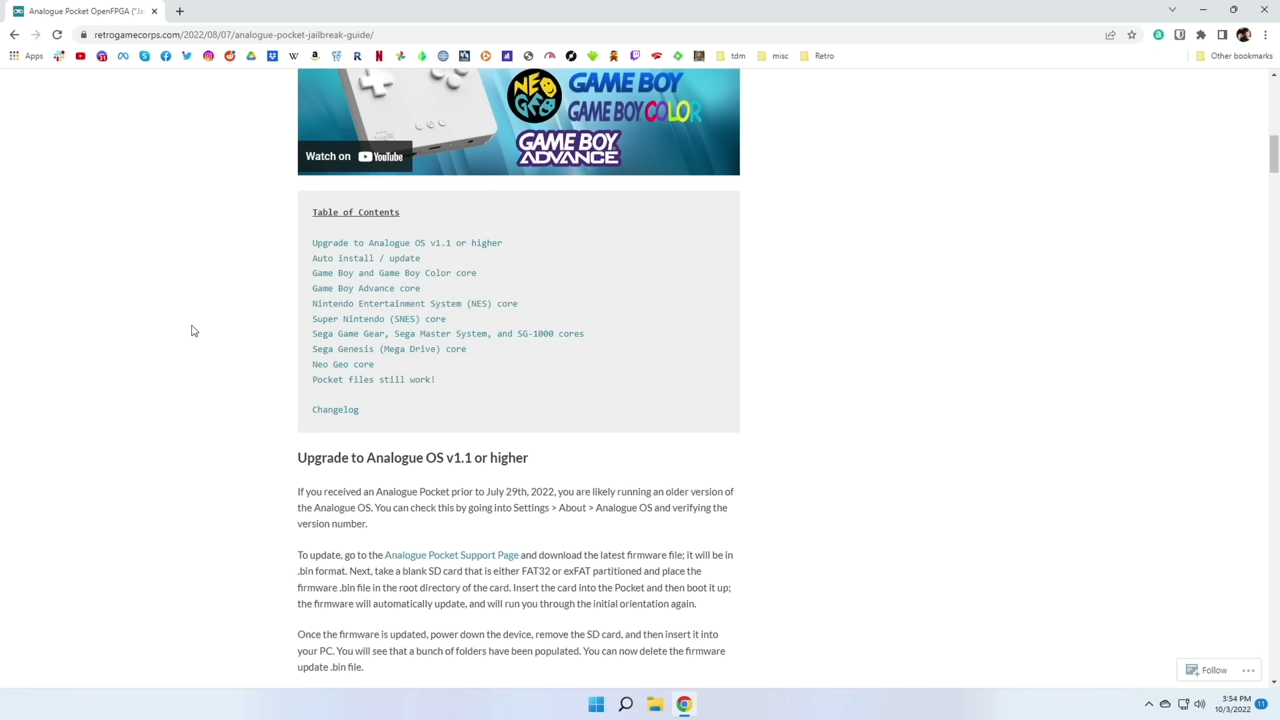 Analogue Pocket OpenFPGA ("Ja
retrogamecorps.com/2022/08/07/analogue-pocket-jailbreak-guide/
Apps
tdm
misc
Retro
Other bookmarks
NEO GEO
GAME BOY
GAME BOY COLOR
GAME BOY ADVANCE
Watch on YouTube
Table of Contents
Upgrade to Analogue OS v1.1 or higher
Auto install / update
Game Boy and Game Boy Color core
Game Boy Advance core
Nintendo Entertainment System (NES) core
Super Nintendo (SNES) core
Sega Game Gear, Sega Master System, and SG-1000 cores
Sega Genesis (Mega Drive) core
Neo Geo core
Pocket files still work!
Changelog
Upgrade to Analogue OS v1.1 or higher
If you received an Analogue Pocket prior to July 29th, 2022, you are likely running an older version of
the Analogue OS. You can check this by going into Settings > About > Analogue OS and verifying the
version number.
To update, go to the Analogue Pocket Support Page and download the latest firmware file; it will be in
.bin format. Next, take a blank SD card that is either FAT32 or exFAT partitioned and place the
firmware .bin file in the root directory of the card. Insert the card into the Pocket and then boot it up;
the firmware will automatically update, and will run you through the initial orientation again.
Once the firmware is updated, power down the device, remove the SD card, and then insert it into
your PC. You will see that a bunch of folders have been populated. You can now delete the firmware
update .bin file.
Follow
3:54 PM
10/3/2022
11